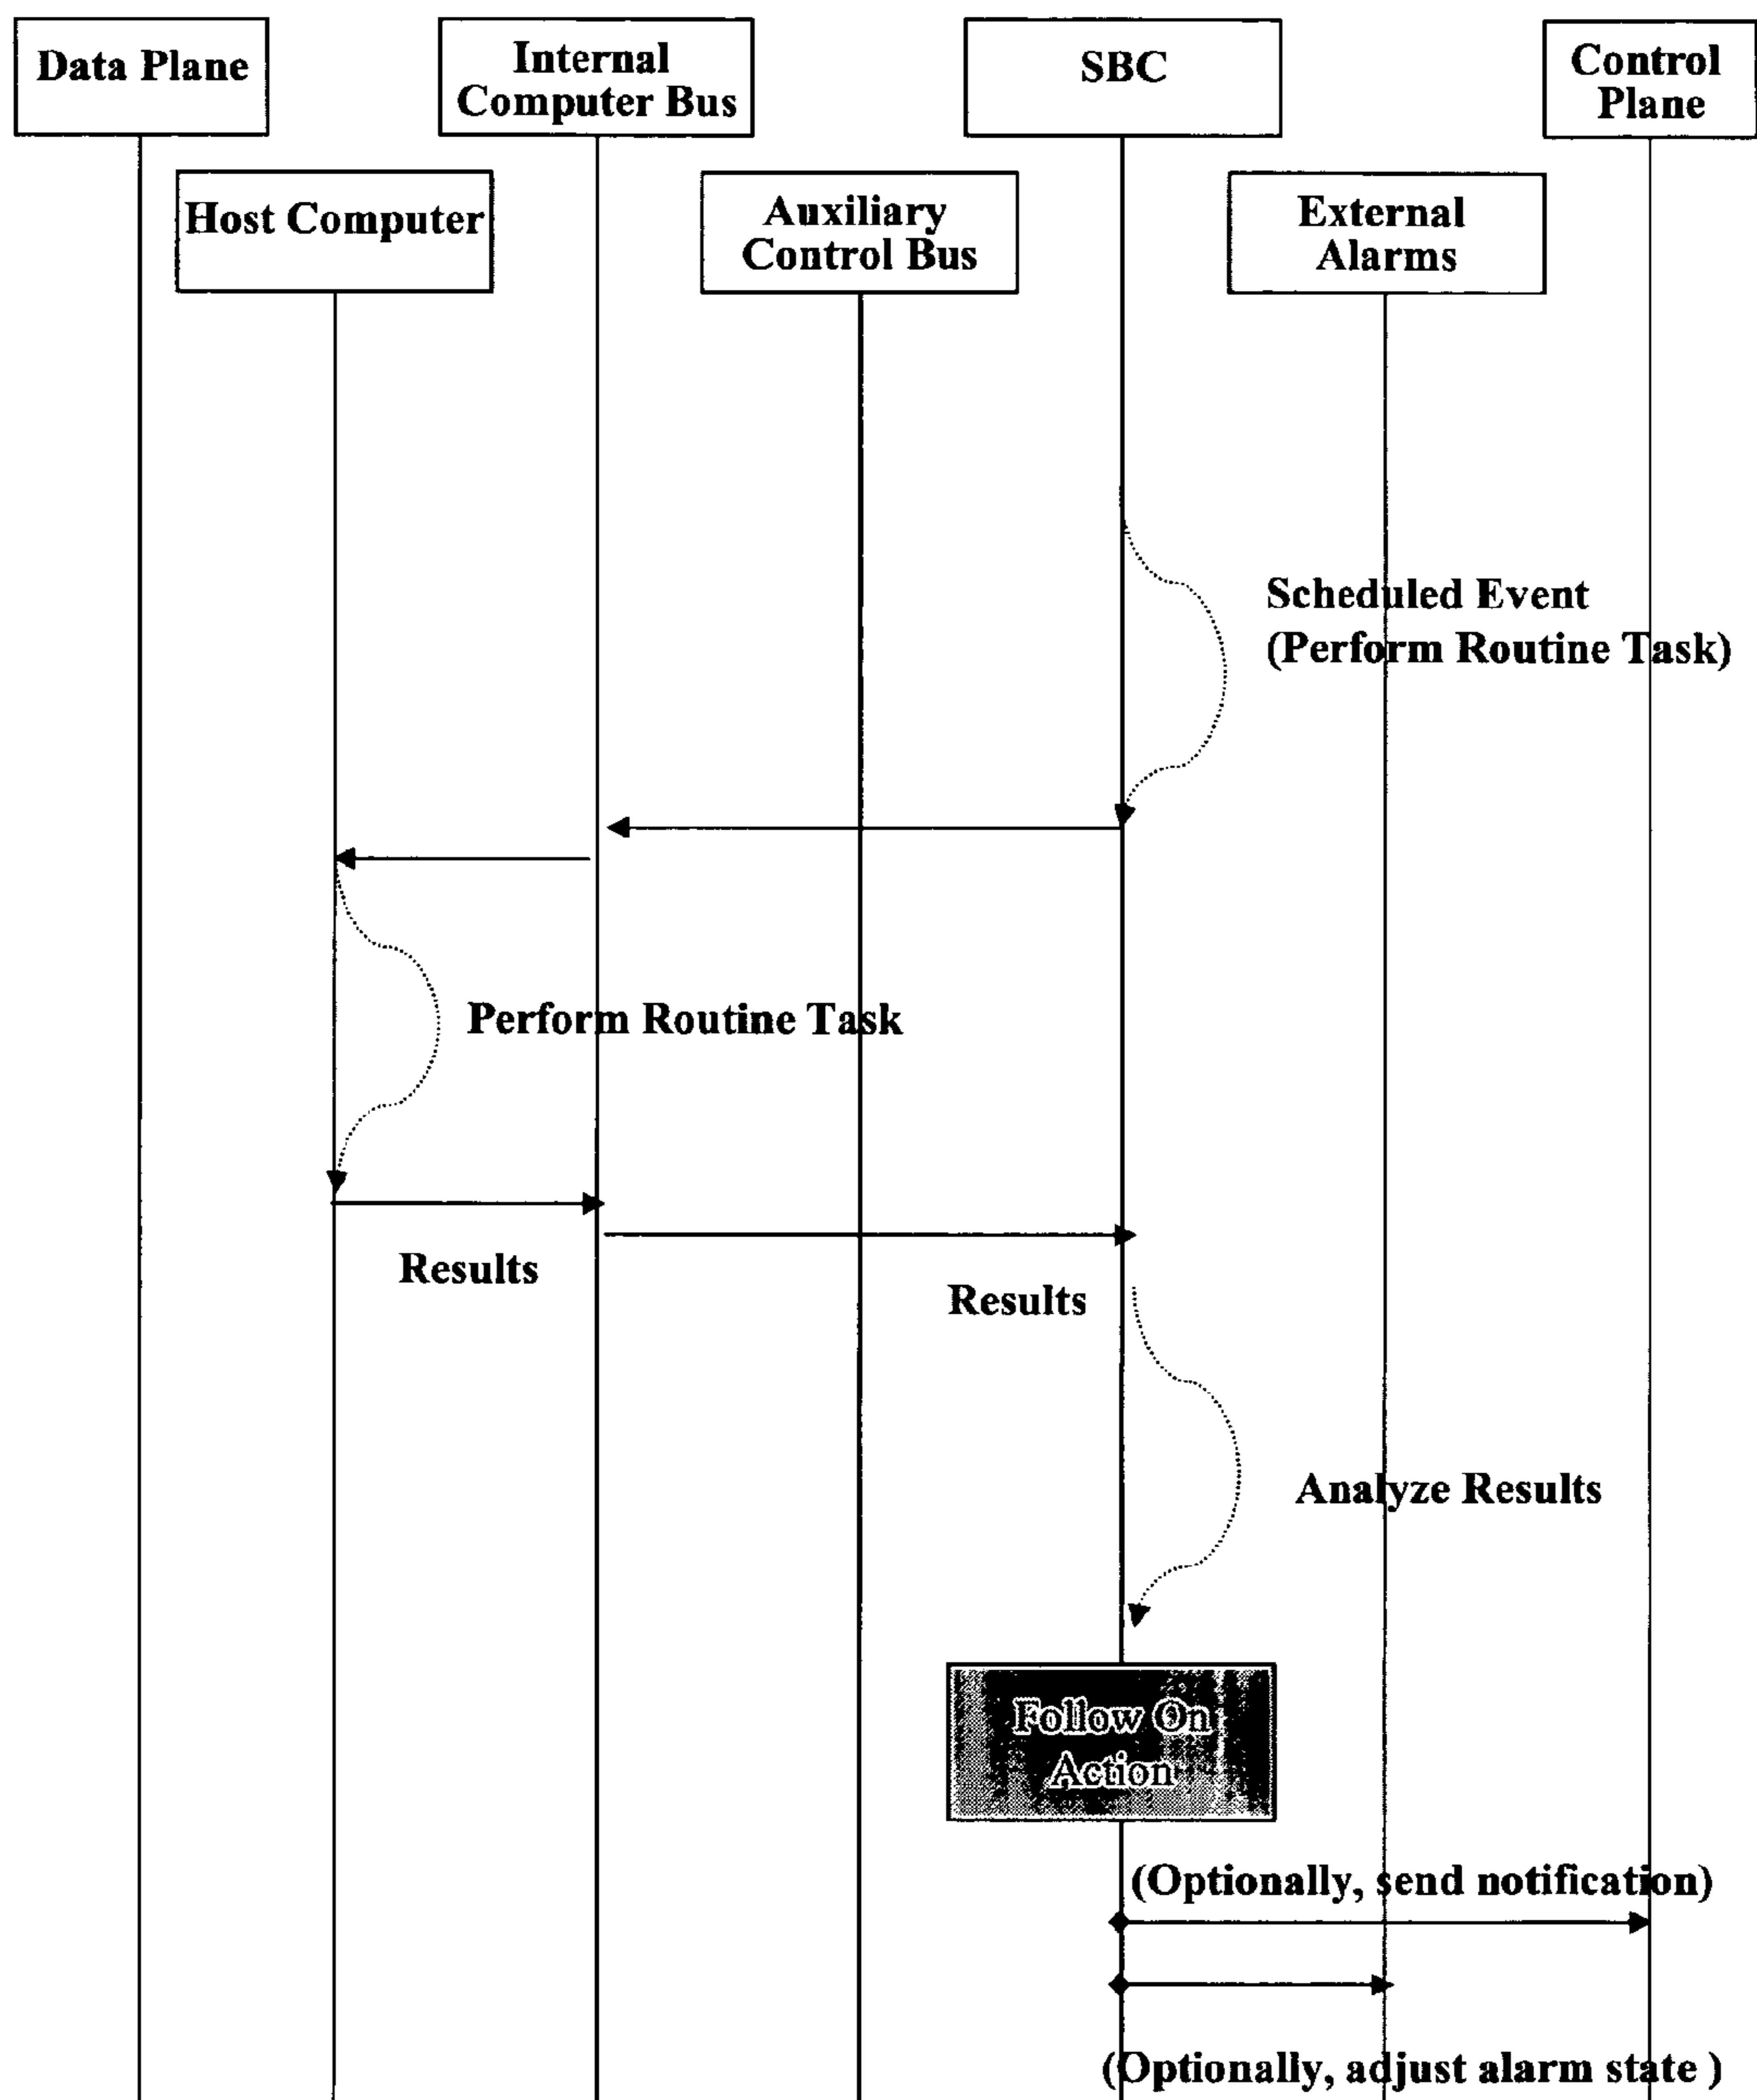 Data Plane
Internal
Computer Bus
SBC
Control
Plane
Host Computer
Auxiliary
Control Bus
External
Alarms
Scheduled Event
(Perform Routine Task)
Perform Routine Task
Results
Results
Analyze Results
Follow On
Action
(Optionally, send notification)
(Optionally, adjust alarm state )